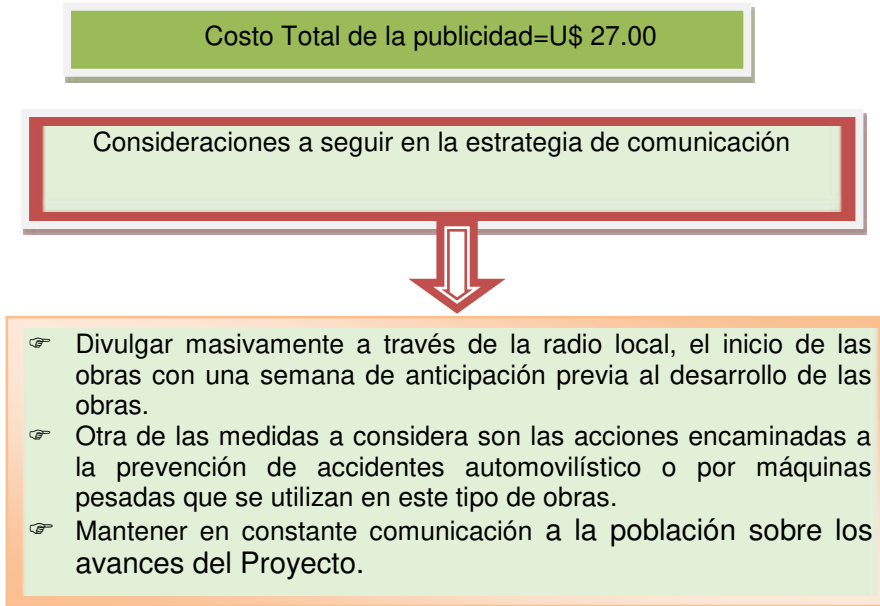 Costo Total de la publicidad=U$ 27.00
Consideraciones a seguir en la estrategia de comunicación
☞ Divulgar masivamente a través de la radio local, el inicio de las
obras con una semana de anticipación previa al desarrollo de las
obras.
☞ Otra de las medidas a considera son las acciones encaminadas a
la prevención de accidentes automovilístico o por máquinas
pesadas que se utilizan en este tipo de obras.
☞ Mantener en constante comunicación a la población sobre los
avances del Proyecto.